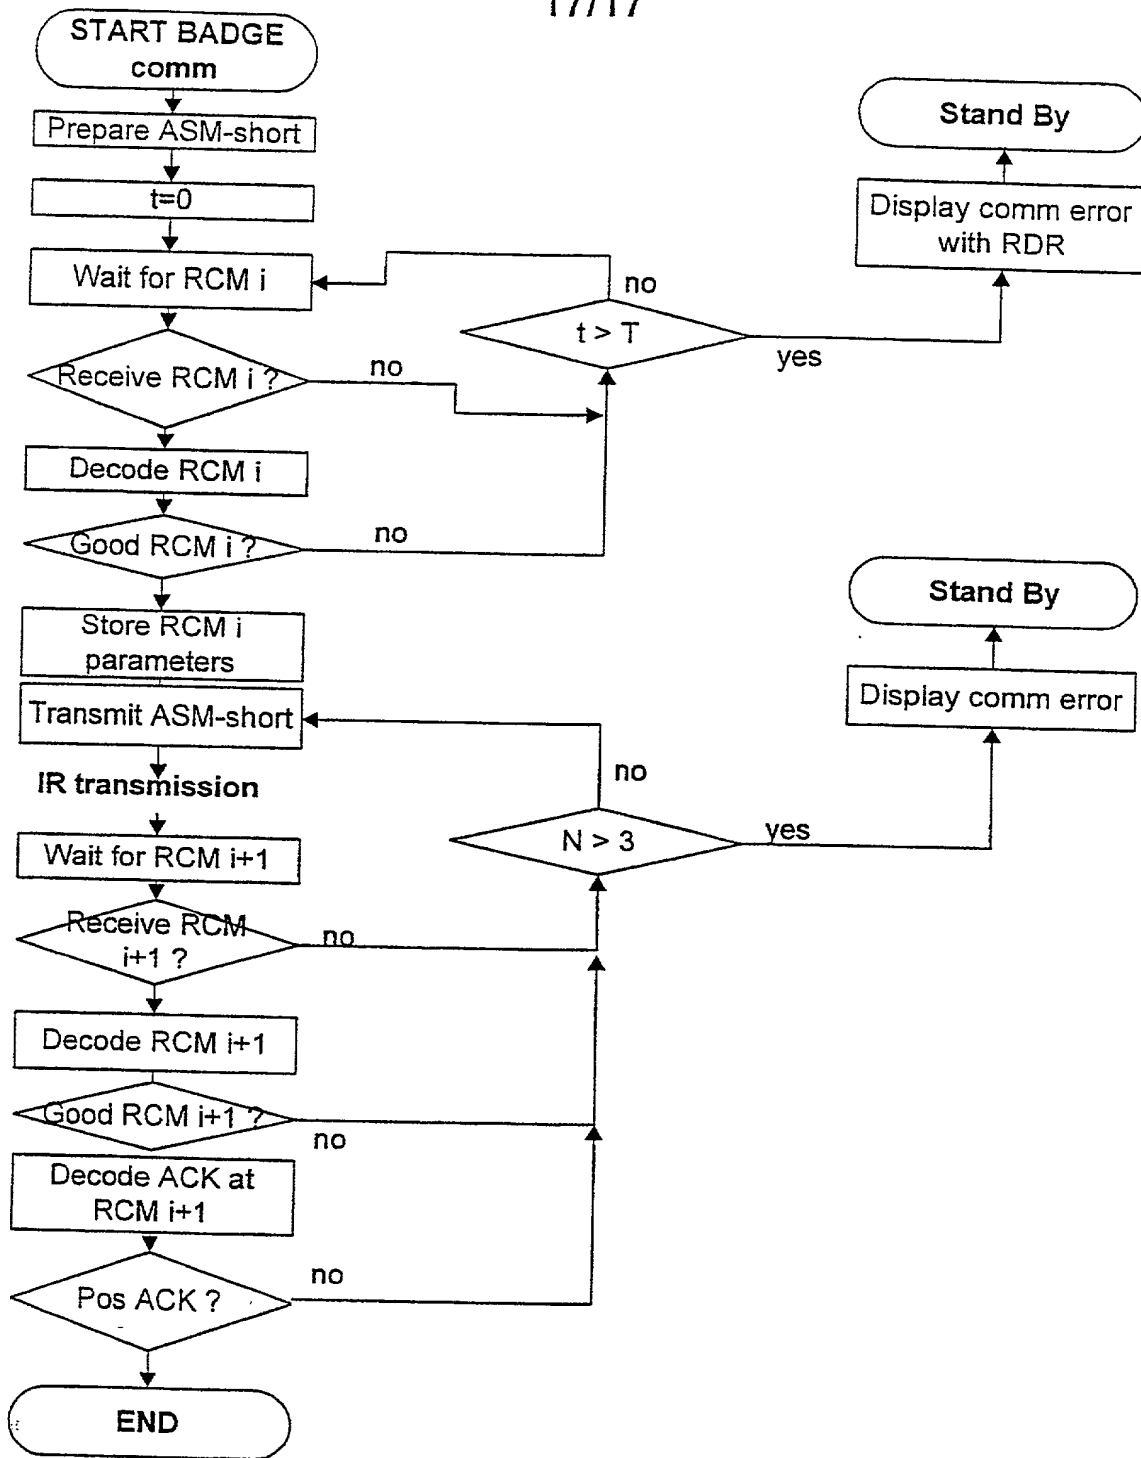 17/17
START BADGE
comm
Prepare ASM-short
t=0
Wait for RCM i
Receive RCM i ?
no
Decode RCM i
Good RCM i ?
no
Store RCM i
parameters
Transmit ASM-short
IR transmission
Wait for RCM i+1
Receive RCM
i+1 ?
no
Decode RCM i+1
Good RCM i+1 ?
no
Decode ACK at
RCM i+1
Pos ACK ?
no
END
t > T
no
yes
Display comm error
with RDR
Stand By
N > 3
no
yes
Display comm error
Stand By